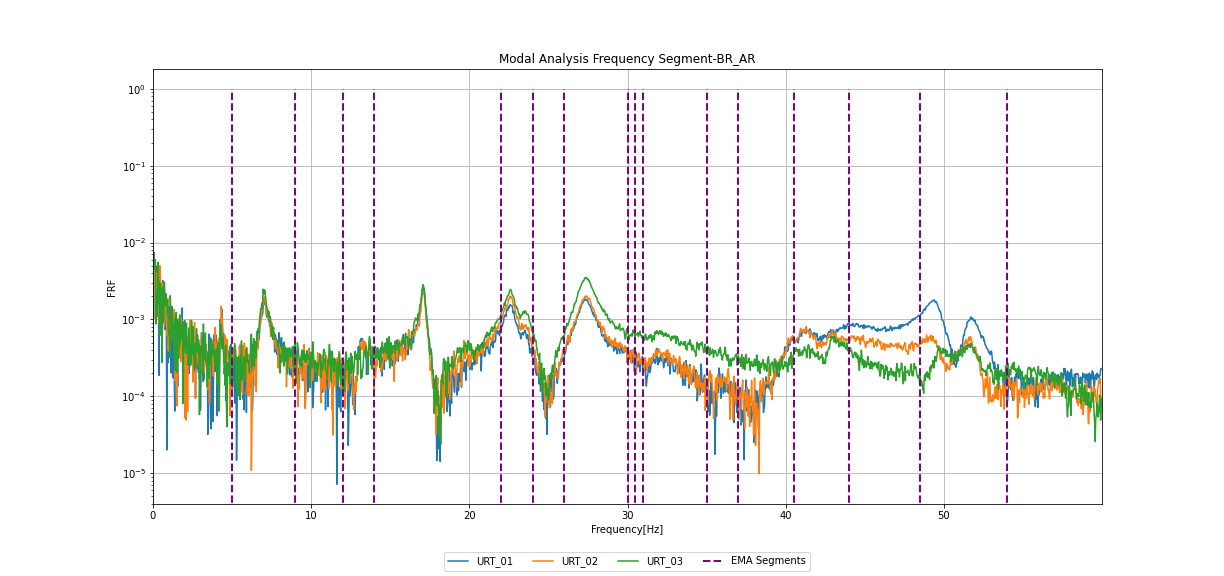 Modal Analysis Frequency Segment-BR_AR
10⁰
10⁻¹
10⁻²
10⁻³
10⁻⁴
10⁻⁵
FRF
0 10 20 30 40 50
Frequency[Hz]
URT_01 URT_02 URT_03 EMA Segments